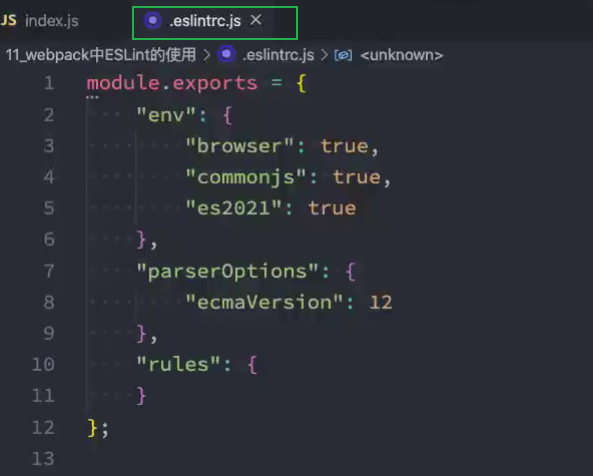 JS index.js .eslintrc.js ×
11_webpack中ESLint的使用 > .eslintrc.js > <unknown>
1 module.exports = {
2 "env": {
3 "browser": true,
4 "commonjs": true,
5 "es2021": true
6 },
7 "parserOptions": {
8 "ecmaVersion": 12
9 },
10 "rules": {
11 }
12 };
13